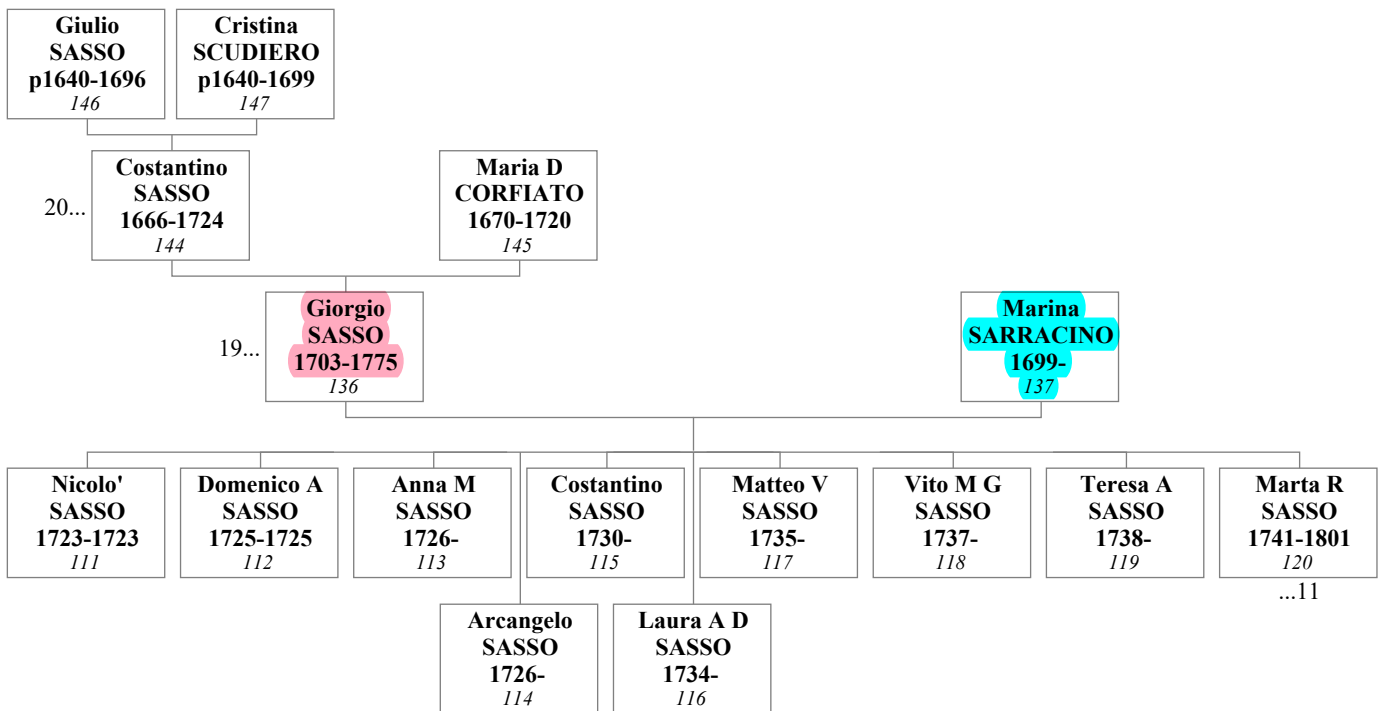 Giulio
SASSO
p1640-1696
146
Cristina
SCUDIERO
p1640-1699
147
20...
Costantino
SASSO
1666-1724
144
Maria D
CORFIATO
1670-1720
145
19...
Giorgio
SASSO
1703-1775
136
Marina
SARRACINO
1699-
137
Nicolo'
SASSO
1723-1723
111
Domenico A
SASSO
1725-1725
112
Anna M
SASSO
1726-
113
Costantino
SASSO
1730-
115
Matteo V
SASSO
1735-
117
Vito M G
SASSO
1737-
118
Teresa A
SASSO
1738-
119
Marta R
SASSO
1741-1801
120
...11
Arcangelo
SASSO
1726-
114
Laura A D
SASSO
1734-
116